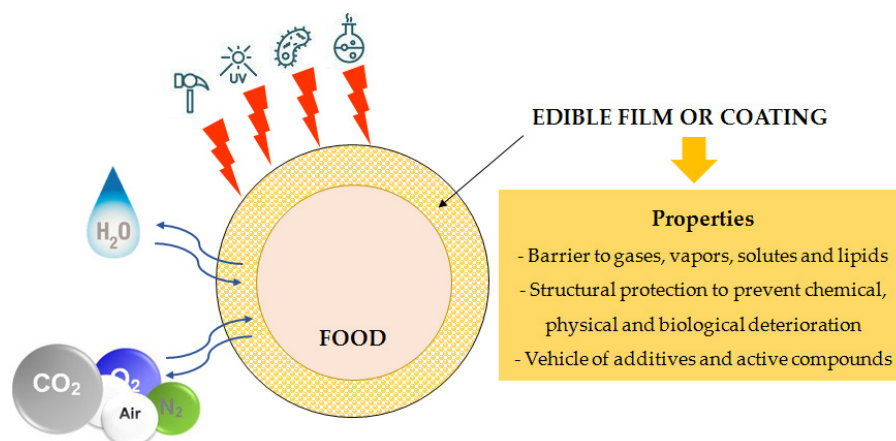 UV
EDIBLE FILM OR COATING
H₂O
Properties
- Barrier to gases, vapors, solutes and lipids
- Structural protection to prevent chemical,
physical and biological deterioration
- Vehicle of additives and active compounds
FOOD
CO₂
O₂
N₂
Air